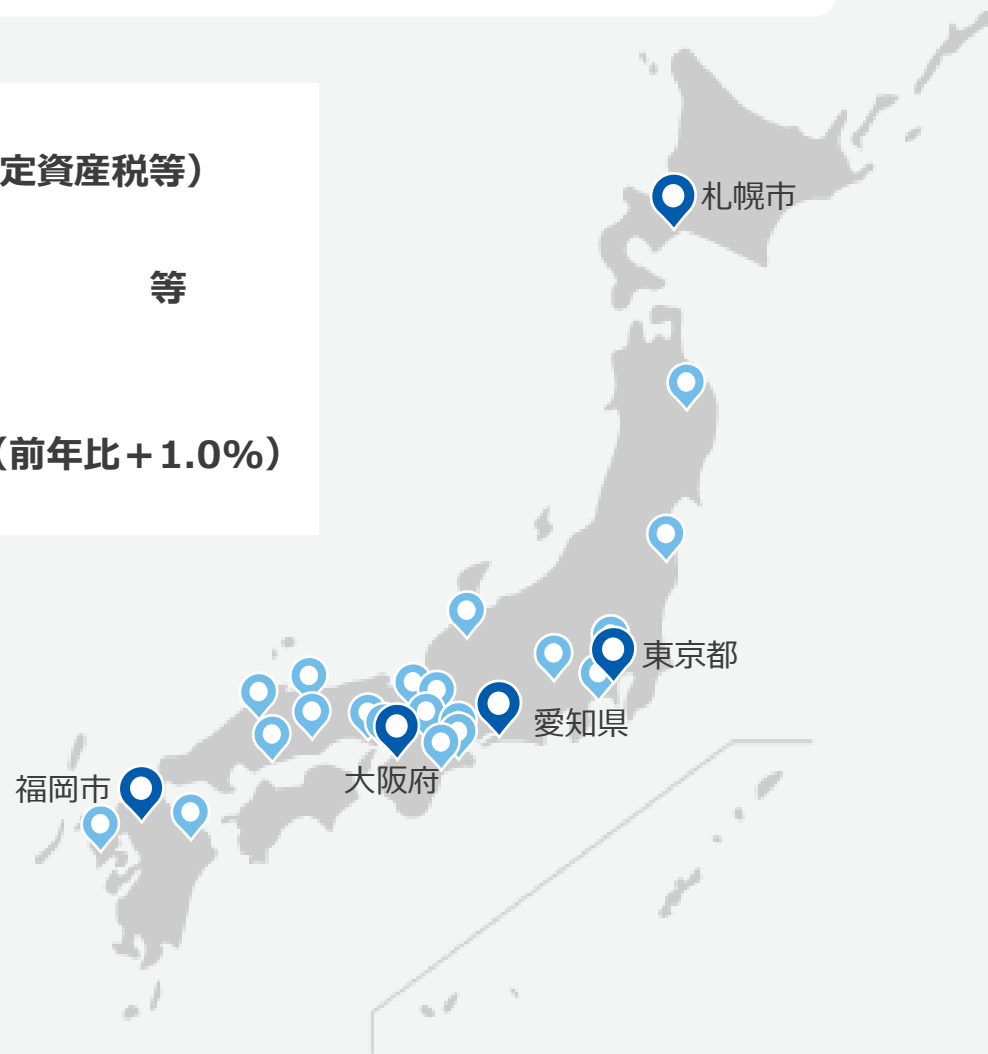 定資産税等）
等
（前年比＋1.0%）
札幌市
東京都
愛知県
大阪府
福岡市